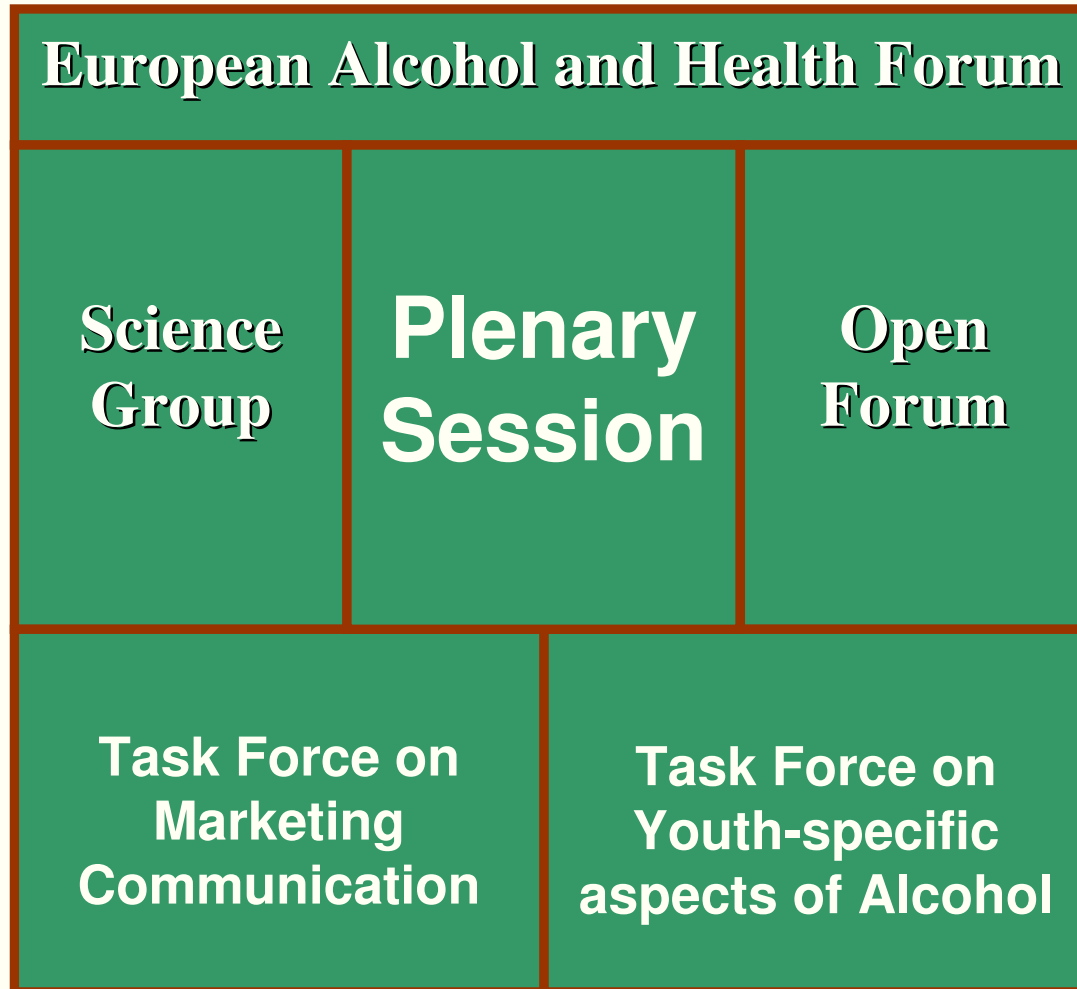 European Alcohol and Health Forum
Science
Group
Plenary
Session
Open
Forum
Task Force on
Marketing
Communication
Task Force on
Youth-specific
aspects of Alcohol